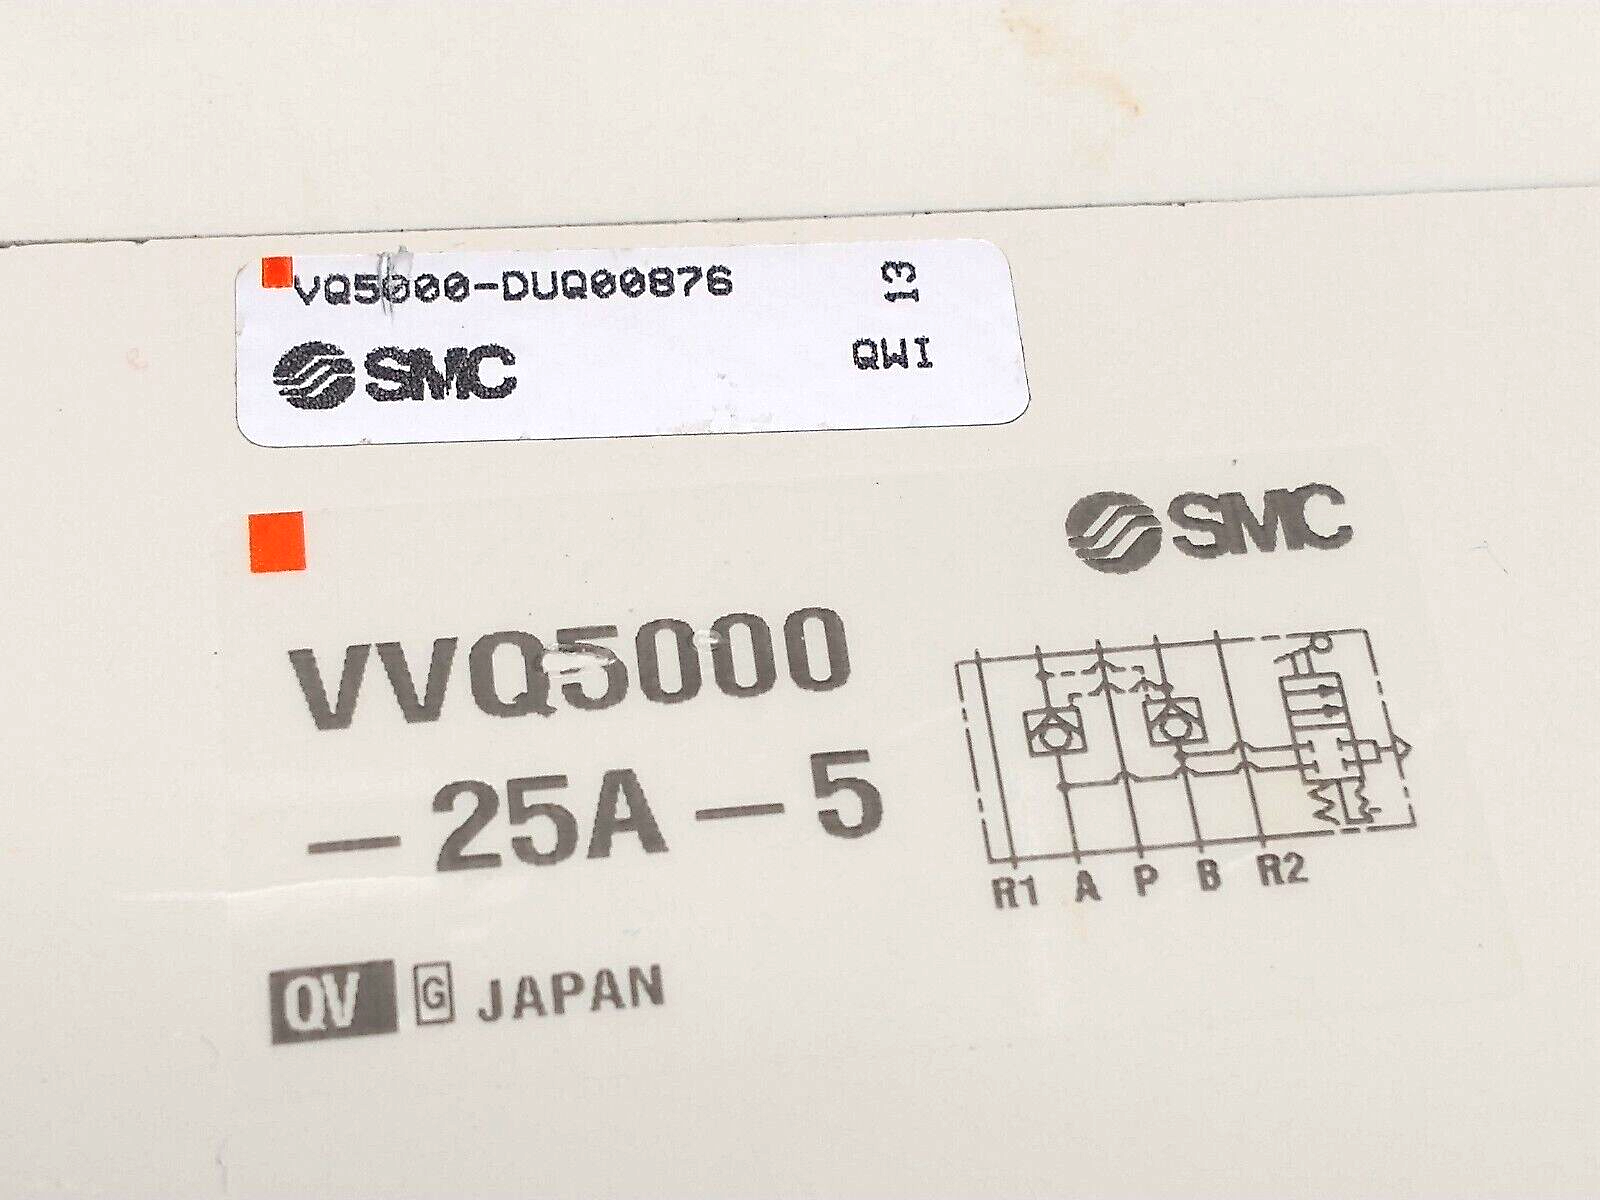 VQ5000-DUQ00876 13
SMC QWI
SMC
VVQ5000
-25A-5
R1 A P B R2
QV G JAPAN